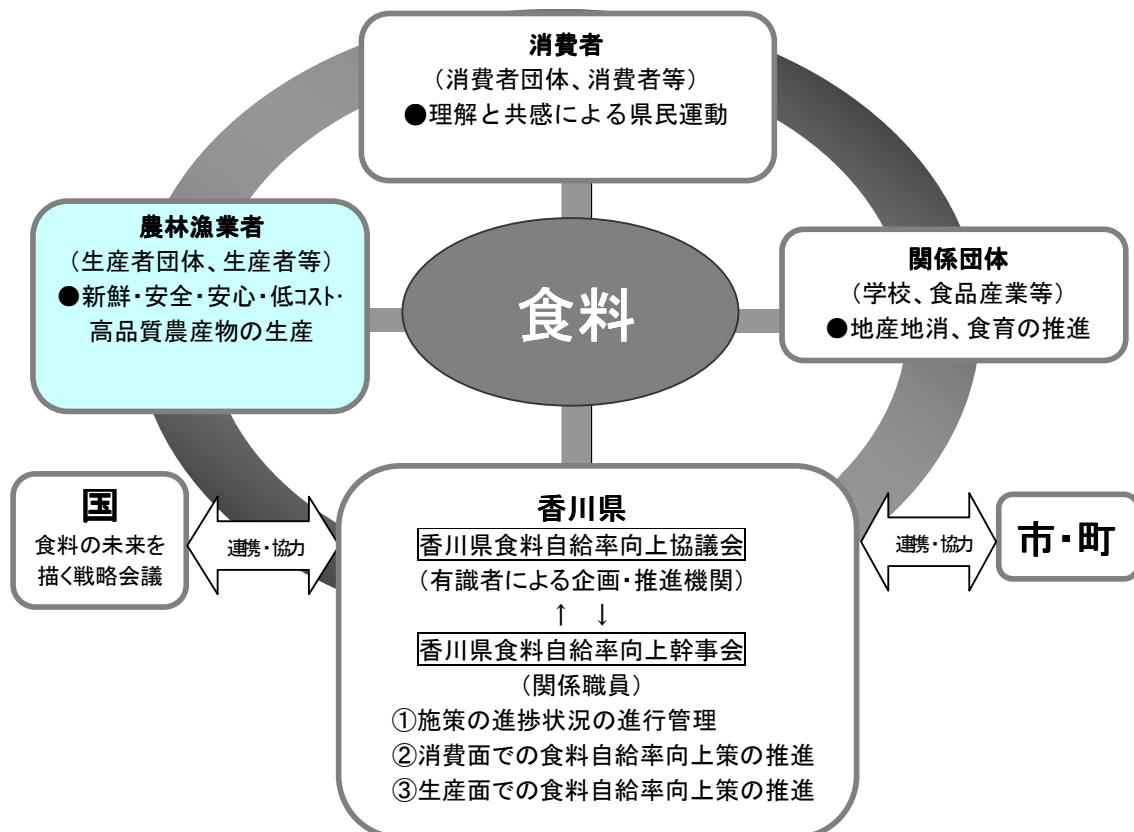 消費者
(消費者団体、消費者等)
●理解と共感による県民運動
農林漁業者
(生産者団体、生産者等)
●新鮮・安全・安心・低コスト・
高品質農産物の生産
食料
関係団体
(学校、食品産業等)
●地産地消、食育の推進
国
食料の未来を
描く戦略会議
連携・協力
香川県
香川県食料自給率向上協議会
(有識者による企画・推進機関)
↑ ↓
香川県食料自給率向上幹事会
(関係職員)
①施策の進捗状況の進行管理
②消費面での食料自給率向上策の推進
③生産面での食料自給率向上策の推進
連携・協力
市・町